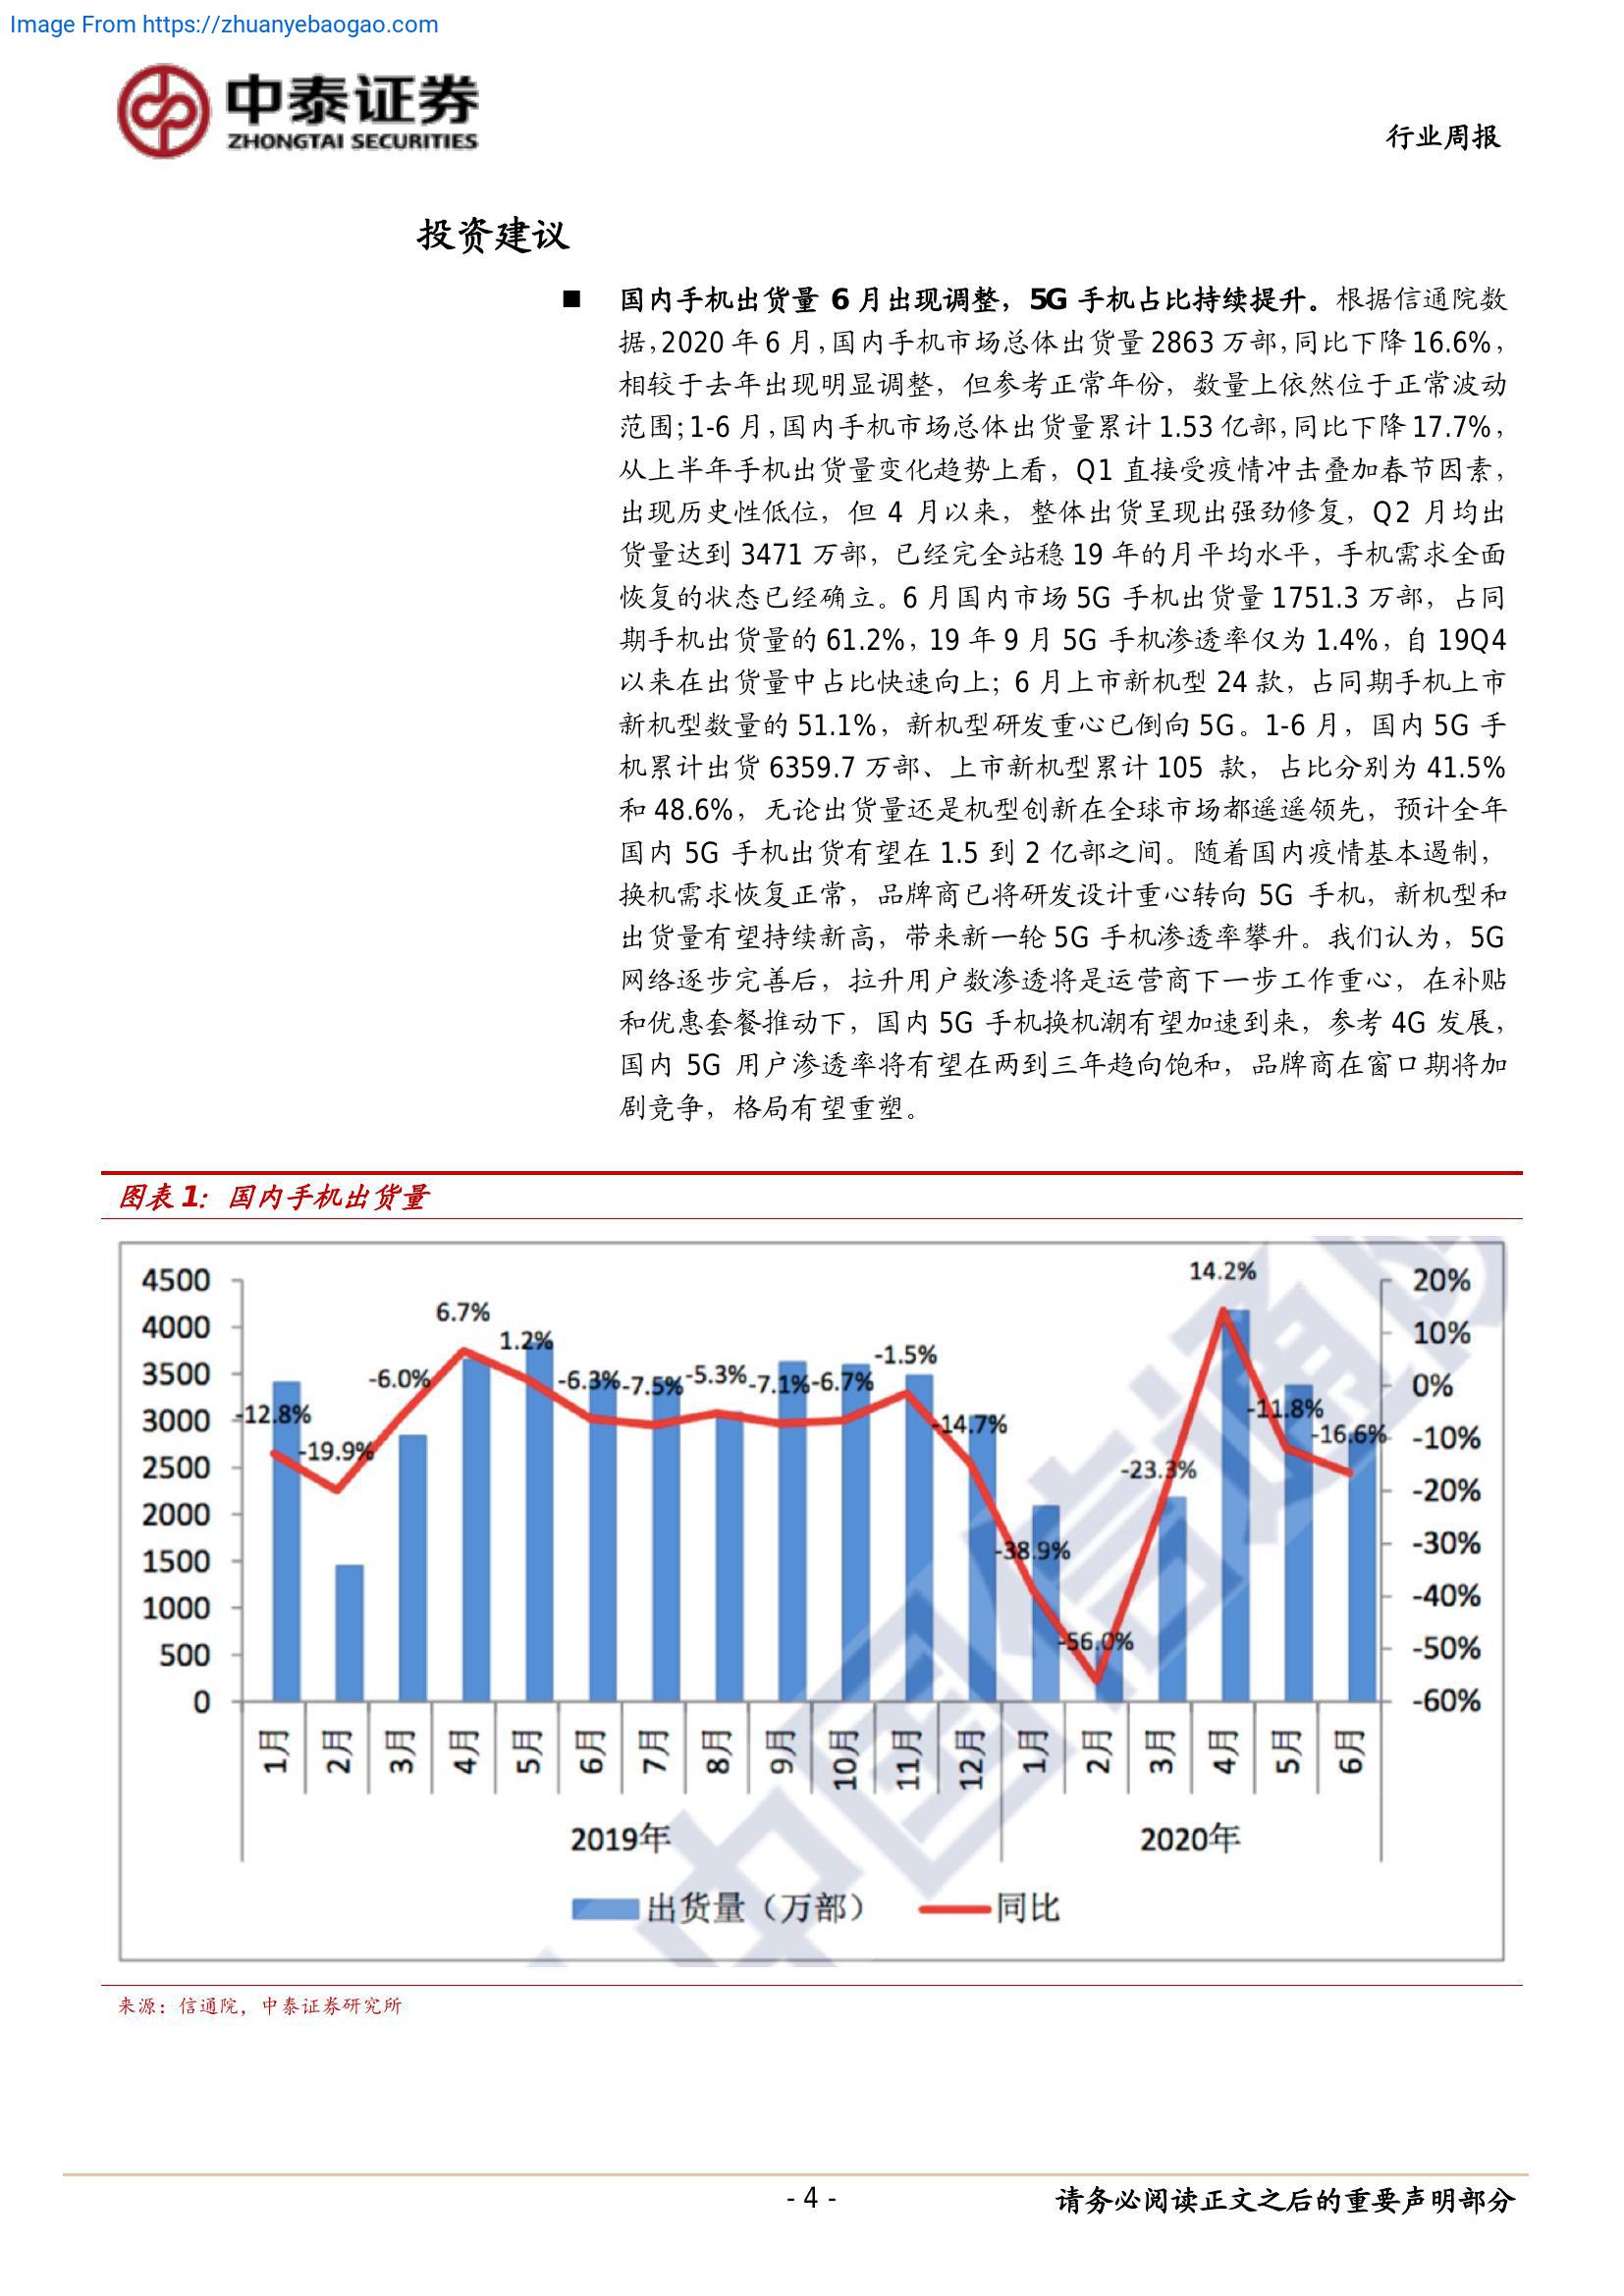 Image From https://zhuanyebaogao.com
中泰证券
ZHONGTAI SECURITIES
行业周报
投资建议
■ 国内手机出货量 6 月出现调整，5G 手机占比持续提升。根据信通院数
据，2020 年 6 月，国内手机市场总体出货量 2863 万部，同比下降 16.6%，
相较于去年出现明显调整，但参考正常年份，数量上依然位于正常波动
范围；1-6 月，国内手机市场总体出货量累计 1.53 亿部，同比下降 17.7%，
从上半年手机出货量变化趋势上看，Q1 直接受疫情冲击叠加春节因素，
出现历史性低位，但 4 月以来，整体出货呈现出强劲修复，Q2 月均出
货量达到 3471 万部，已经完全站稳 19 年的月平均水平，手机需求全面
恢复的状态已经确立。6 月国内市场 5G 手机出货量 1751.3 万部，占同
期手机出货量的 61.2%，19 年 9 月 5G 手机渗透率仅为 1.4%，自 19Q4
以来在出货量中占比快速向上；6 月上市新机型 24 款，占同期手机上市
新机型数量的 51.1%，新机型研发重心已倒向 5G。1-6 月，国内 5G 手
机累计出货 6359.7 万部、上市新机型累计 105 款，占比分别为 41.5%
和 48.6%，无论出货量还是机型创新在全球市场都遥遥领先，预计全年
国内 5G 手机出货有望在 1.5 到 2 亿部之间。随着国内疫情基本遏制，
换机需求恢复正常，品牌商已将研发设计重心转向 5G 手机，新机型和
出货量有望持续新高，带来新一轮 5G 手机渗透率攀升。我们认为，5G
网络逐步完善后，拉升用户数渗透将是运营商下一步工作重心，在补贴
和优惠套餐推动下，国内 5G 手机换机潮有望加速到来，参考 4G 发展，
国内 5G 用户渗透率将有望在两到三年趋向饱和，品牌商在窗口期将加
剧竞争，格局有望重塑。
图表 1：国内手机出货量
4500
4000
3500
3000
2500
2000
1500
1000
500
0
-12.8%
-19.9%
-6.0%
6.7%
1.2%
-6.3%
-7.5%
-5.3%
-7.1%
-6.7%
-1.5%
-14.7%
-38.9%
-56.0%
-23.3%
14.2%
-11.8%
-16.6%
20%
10%
0%
-10%
-20%
-30%
-40%
-50%
-60%
1月
2月
3月
4月
5月
6月
7月
8月
9月
10月
11月
12月
1月
2月
3月
4月
5月
6月
2019年
2020年
出货量（万部）
同比
中国信通院
来源：信通院，中泰证券研究所
- 4 -
请务必阅读正文之后的重要声明部分